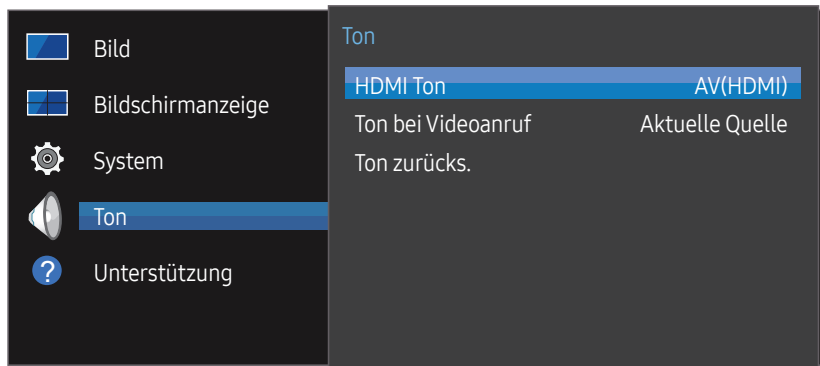 Bild
Bildschirmanzeige
System
Ton
?
Unterstützung
Ton
HDMI Ton AV(HDMI)
Ton bei Videoanruf Aktuelle Quelle
Ton zurücks.